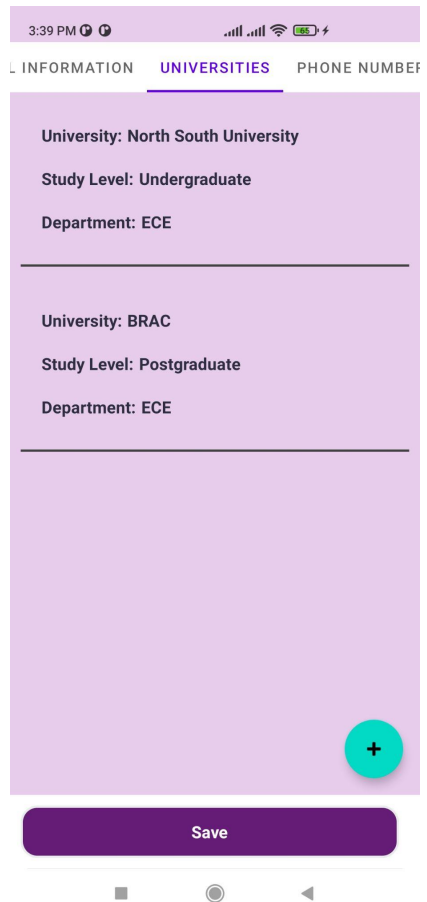 3:39 PM
65
L INFORMATION UNIVERSITIES PHONE NUMBER
University: North South University
Study Level: Undergraduate
Department: ECE
University: BRAC
Study Level: Postgraduate
Department: ECE
+
Save